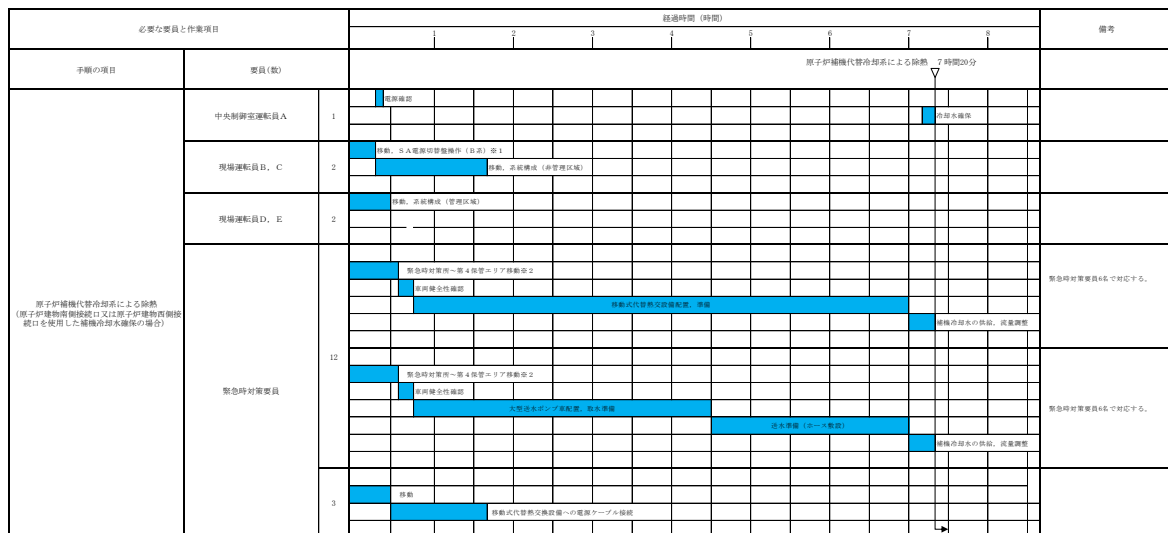 必要な要員と作業項目
経過時間（時間）
備考
1
2
3
4
5
6
7
8
手順の項目
要員(数)
原子炉補機代替冷却系による除熱　7時間20分
原子炉補機代替冷却系による除熱
(原子炉建物南側接続口又は原子炉建物西側接
続口を使用した補機冷却水確保の場合)
中央制御室運転員A
1
電源確認
冷却水確保
現場運転員B，C
2
移動，SA電源切替盤操作（B系）※1
移動，系統構成（非管理区域）
現場運転員D，E
2
移動，系統構成（管理区域）
緊急時対策要員
12
緊急時対策所～第4保管エリア移動※2
車両健全性確認
移動式代替熱交設備配置，準備
補機冷却水の供給，流量調整
緊急時対策要員6名で対応する。
緊急時対策所～第4保管エリア移動※2
車両健全性確認
大型送水ポンプ車配置，取水準備
送水準備（ホース敷設）
補機冷却水の供給，流量調整
緊急時対策要員6名で対応する。
3
移動
移動式代替熱交換設備への電源ケーブル接続